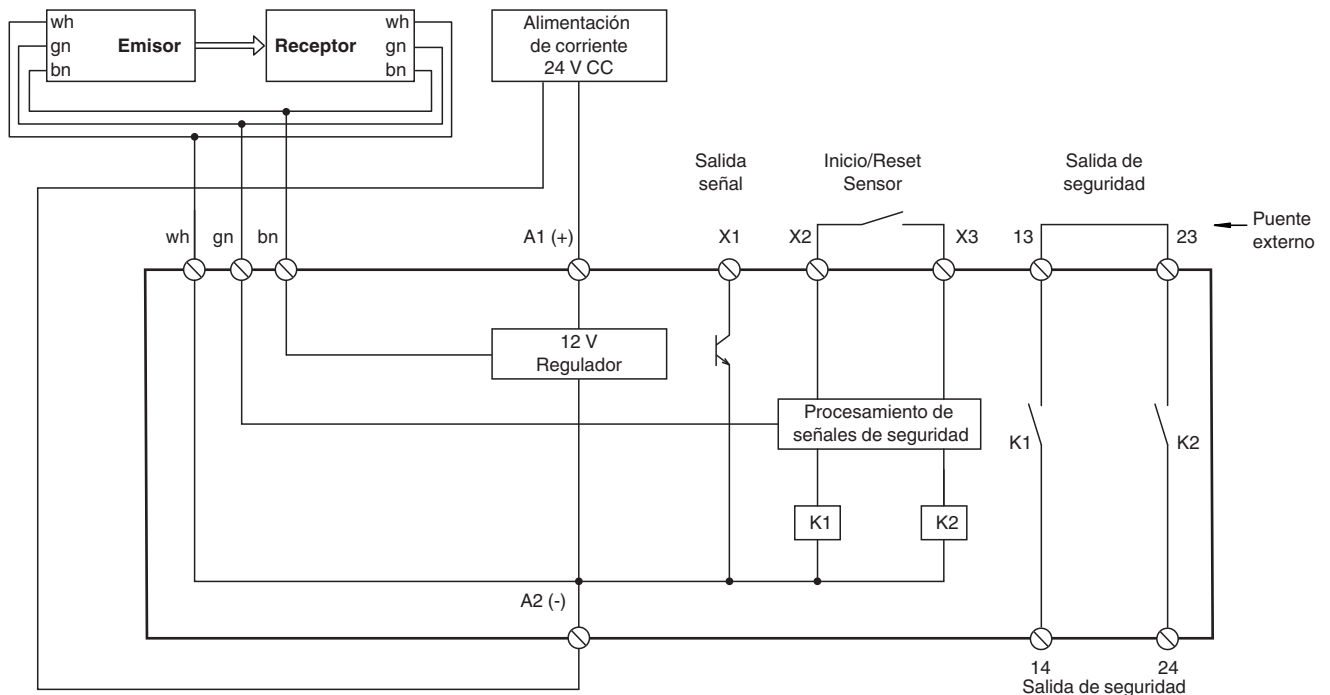 wh
gn
bn
Emisor
Receptor
wh
gn
bn
Alimentación
de corriente
24 V CC
Salida
señal
Inicio/Reset
Sensor
Salida de
seguridad
Puente
externo
wh
gn
bn
A1 (+)
X1
X2
X3
13
23
12 V
Regulador
Procesamiento de
señales de seguridad
K1
K2
K1
K2
A2 (-)
14
24
Salida de seguridad